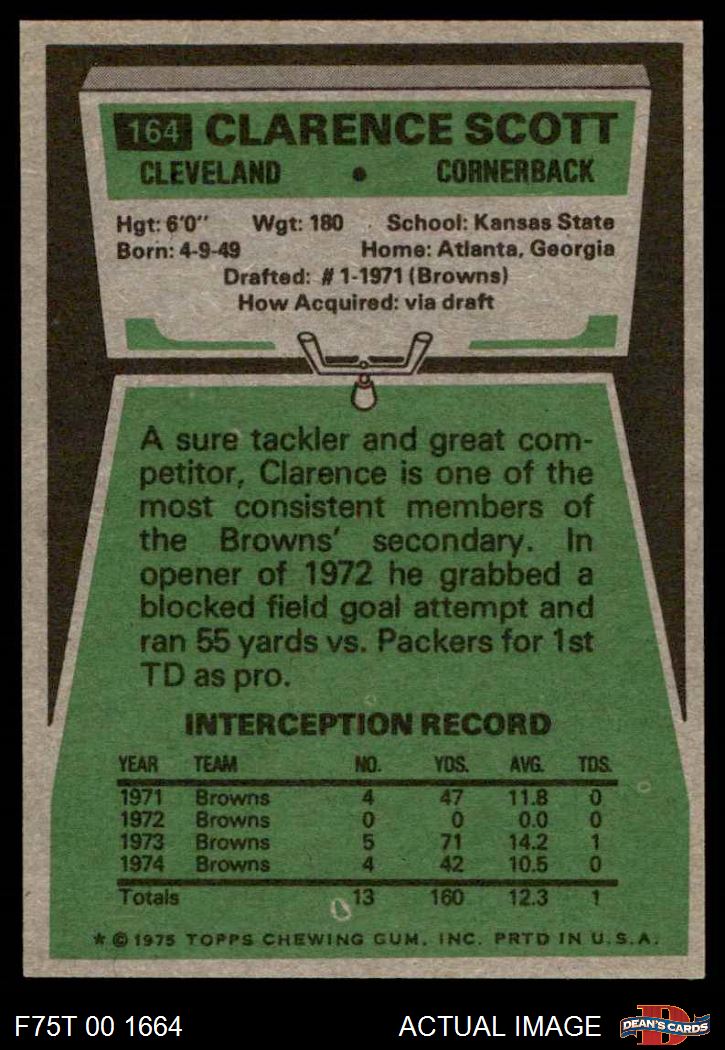 164 CLARENCE SCOTT
CLEVELAND • CORNERBACK
Hgt: 6'0" Wgt: 180 School: Kansas State
Born: 4-9-49 Home: Atlanta, Georgia
Drafted: # 1-1971 (Browns)
How Acquired: via draft
A sure tackler and great com-
petitor, Clarence is one of the
most consistent members of
the Browns' secondary. In
opener of 1972 he grabbed a
blocked field goal attempt and
ran 55 yards vs. Packers for 1st
TD as pro.
INTERCEPTION RECORD
YEAR TEAM NO. YDS. AVG. TDS.
1971 Browns 4 47 11.8 0
1972 Browns 0 0 0.0 0
1973 Browns 5 71 14.2 1
1974 Browns 4 42 10.5 0
Totals 13 160 12.3 1
* © 1975 TOPPS CHEWING GUM, INC. PRTD IN U.S.A.
F75T 00 1664 ACTUAL IMAGE D DEAN'S CARDS